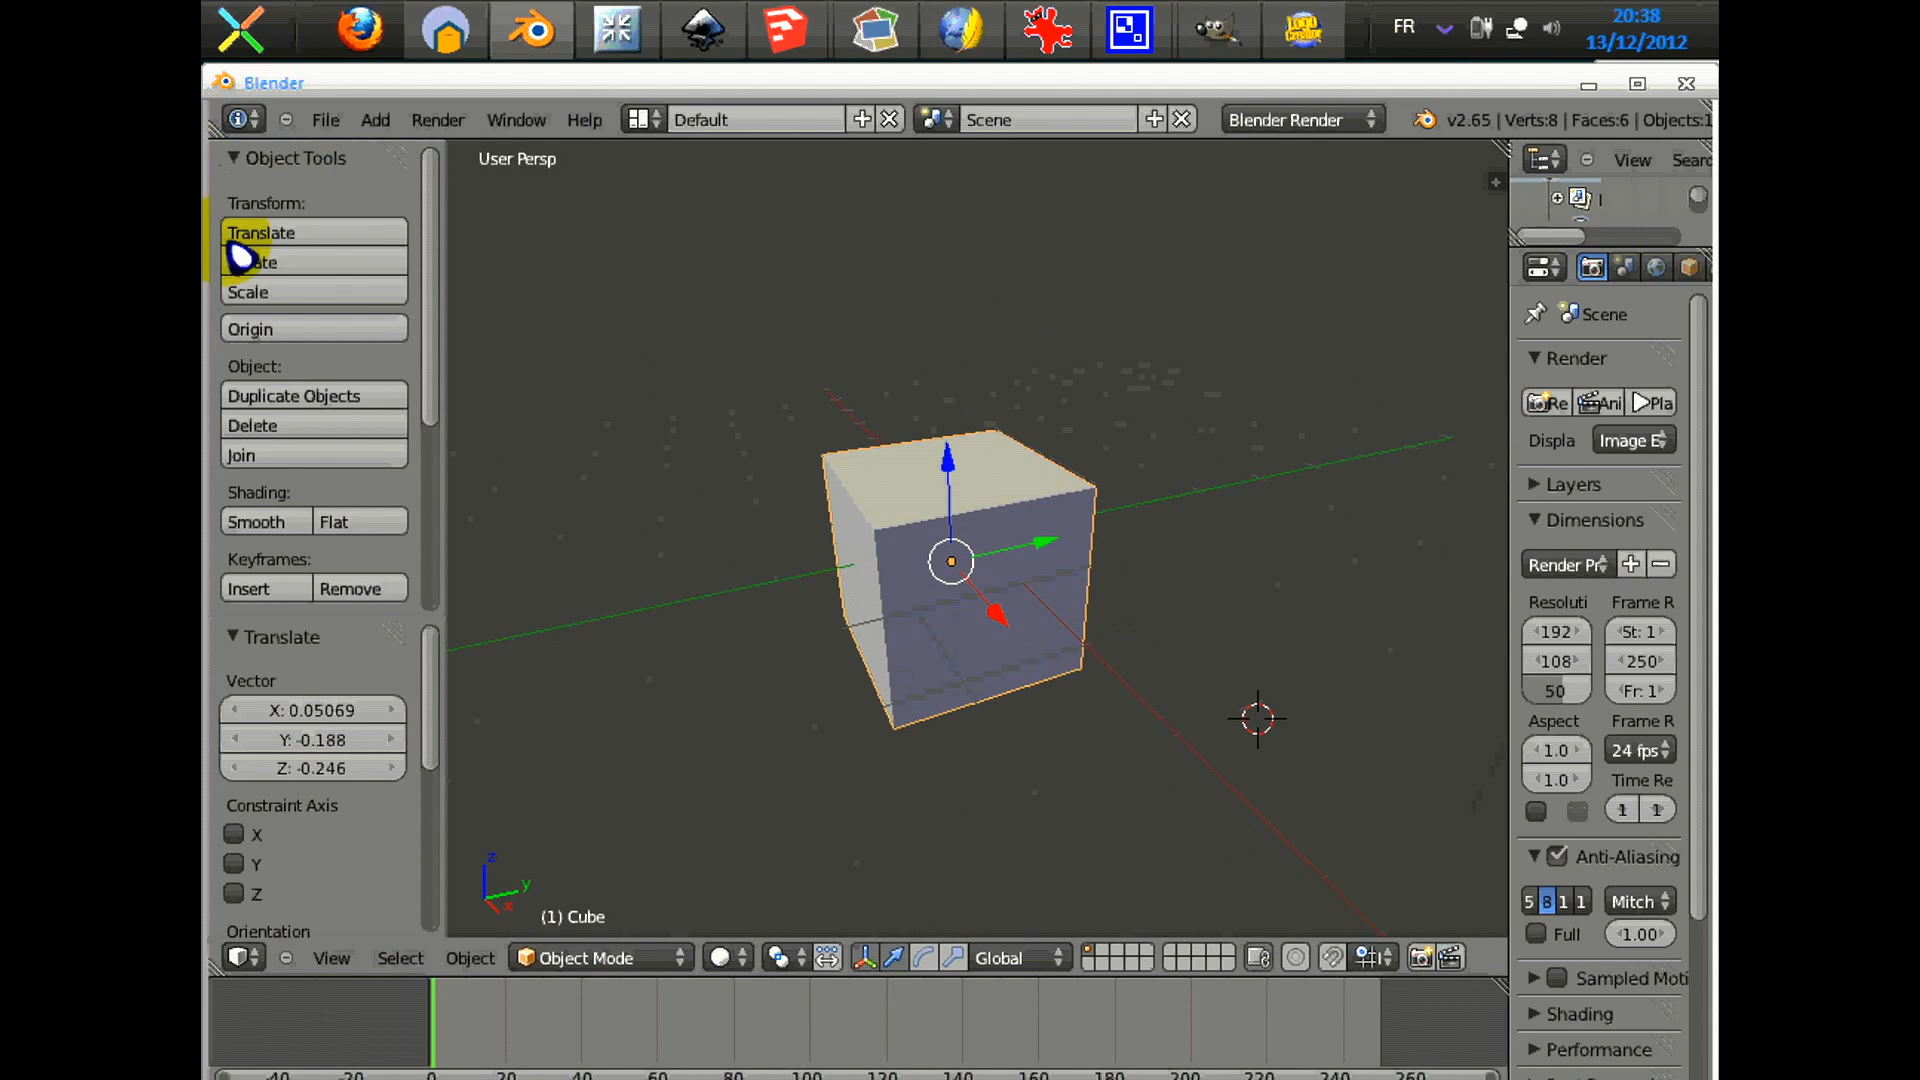 FR
20:38
13/12/2012
Blender
File Add Render Window Help
Default
Scene
Blender Render
v2.65 | Verts:8 | Faces:6 | Objects:1
Object Tools
Transform:
Translate
Scale
Origin
Object:
Duplicate Objects
Delete
Join
Shading:
Smooth Flat
Keyframes:
Insert Remove
Translate
Vector
X: 0.05069
Y: -0.188
Z: -0.246
Constraint Axis
X
Y
Z
Orientation
User Persp
z
y
x
(1) Cube
View Select Object Object Mode Global
-40 -20 0 20 40 60 80 100 120 140 160 180 200 220 240 260
View Searc
Scene
Render
Re Ani Pla
Displa Image E
Layers
Dimensions
Render Pr
Resoluti Frame R
192 St: 1
108 250
50 Fr: 1
Aspect Frame R
1.0 24 fps
1.0 Time Re
1 1
Anti-Aliasing
5 8 1 1 Mitch
Full 1.00
Sampled Moti
Shading
Performance